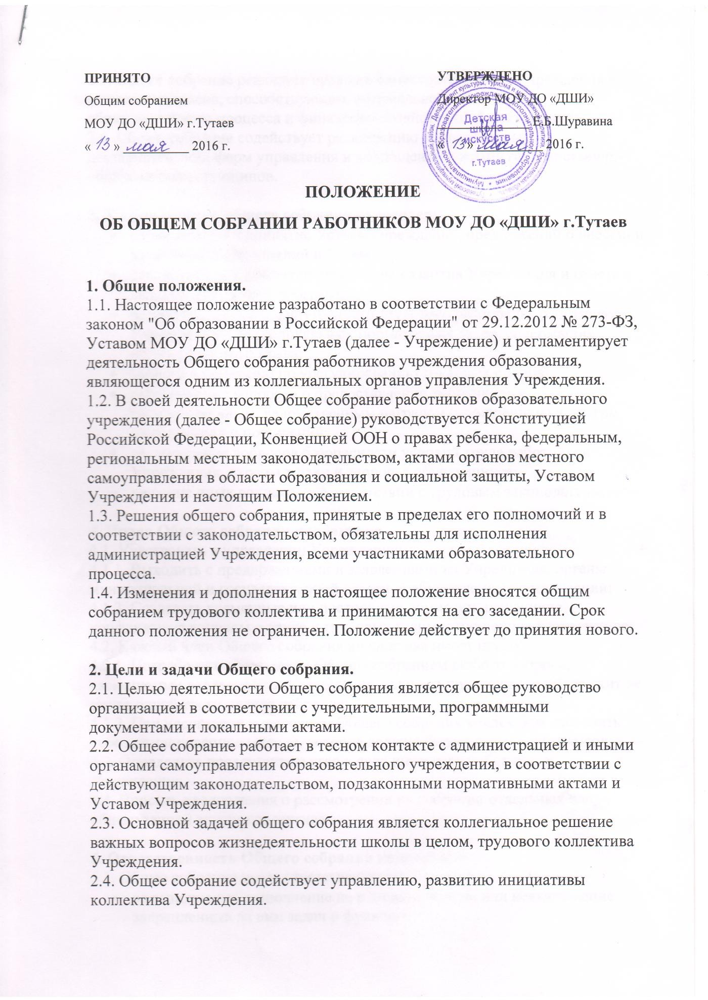 ПРИНЯТО
Общим собранием
МОУ ДО «ДШИ» г.Тутаев
« 13 » мая 2016 г.
УТВЕРЖДЕНО
Директор МОУ ДО «ДШИ»
Е.Б.Шуравина
« 13 » мая 2016 г.
Детская
школа
искусств
г.Тутаев
ПОЛОЖЕНИЕ
ОБ ОБЩЕМ СОБРАНИИ РАБОТНИКОВ МОУ ДО «ДШИ» г.Тутаев
1. Общие положения.
1.1. Настоящее положение разработано в соответствии с Федеральным
законом "Об образовании в Российской Федерации" от 29.12.2012 № 273-ФЗ,
Уставом МОУ ДО «ДШИ» г.Тутаев (далее - Учреждение) и регламентирует
деятельность Общего собрания работников учреждения образования,
являющегося одним из коллегиальных органов управления Учреждения.
1.2. В своей деятельности Общее собрание работников образовательного
учреждения (далее - Общее собрание) руководствуется Конституцией
Российской Федерации, Конвенцией ООН о правах ребенка, федеральным,
региональным местным законодательством, актами органов местного
самоуправления в области образования и социальной защиты, Уставом
Учреждения и настоящим Положением.
1.3. Решения общего собрания, принятые в пределах его полномочий и в
соответствии с законодательством, обязательны для исполнения
администрацией Учреждения, всеми участниками образовательного
процесса.
1.4. Изменения и дополнения в настоящее положение вносятся общим
собранием трудового коллектива и принимаются на его заседании. Срок
данного положения не ограничен. Положение действует до принятия нового.
2. Цели и задачи Общего собрания.
2.1. Целью деятельности Общего собрания является общее руководство
организацией в соответствии с учредительными, программными
документами и локальными актами.
2.2. Общее собрание работает в тесном контакте с администрацией и иными
органами самоуправления образовательного учреждения, в соответствии с
действующим законодательством, подзаконными нормативными актами и
Уставом Учреждения.
2.3. Основной задачей общего собрания является коллегиальное решение
важных вопросов жизнедеятельности школы в целом, трудового коллектива
Учреждения.
2.4. Общее собрание содействует управлению, развитию инициативы
коллектива Учреждения.